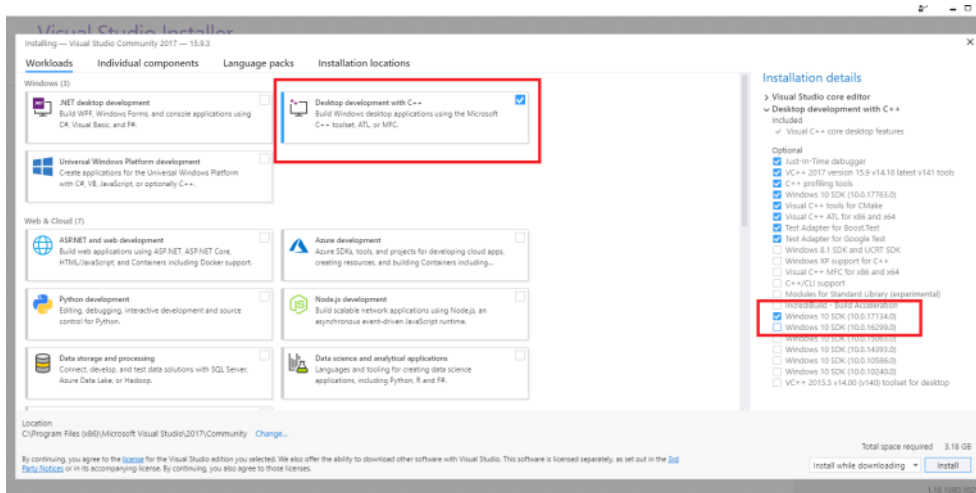 Visual Studio Installer
Installing — Visual Studio Community 2017 — 15.9.3
Workloads Individual components Language packs Installation locations
Windows (3)
.NET desktop development
Build WPF, Windows Forms, and console applications using
C#, Visual Basic, and F#.
Desktop development with C++
Build Windows desktop applications using the Microsoft
C++ toolset, ATL, or MFC.
Universal Windows Platform development
Create applications for the Universal Windows Platform
with C#, VB, JavaScript, or optionally C++.
Web & Cloud (7)
ASP.NET and web development
Build web applications using ASP.NET, ASP.NET Core,
HTML/JavaScript, and Containers including Docker support.
Azure development
Azure SDKs, tools, and projects for developing cloud apps,
creating resources, and building Containers including...
Python development
Editing, debugging, interactive development and source
control for Python.
Node.js development
Build scalable network applications using Node.js, an
asynchronous event-driven JavaScript runtime.
Data storage and processing
Connect, develop, and test data solutions with SQL Server,
Azure Data Lake, or Hadoop.
Data science and analytical applications
Languages and tooling for creating data science
applications, including Python, R and F#.
Installation details
Visual Studio core editor
Desktop development with C++
Included
Visual C++ core desktop features
Optional
Just-In-Time debugger
VC++ 2017 version 15.9 v14.16 latest v141 tools
C++ profiling tools
Windows 10 SDK (10.0.17763.0)
Visual C++ tools for CMake
Visual C++ ATL for x86 and x64
Test Adapter for Boost.Test
Test Adapter for Google Test
Windows 8.1 SDK and UCRT SDK
Windows XP support for C++
Visual C++ MFC for x86 and x64
C++/CLI support
Modules for Standard Library (experimental)
IncrediBuild - Build Acceleration
Windows 10 SDK (10.0.17134.0)
Windows 10 SDK (10.0.16299.0)
Windows 10 SDK (10.0.15063.0)
Windows 10 SDK (10.0.14393.0)
Windows 10 SDK (10.0.10586.0)
Windows 10 SDK (10.0.10240.0)
VC++ 2015.3 v14.00 (v140) toolset for desktop
Location
C:\Program Files (x86)\Microsoft Visual Studio\2017\Community Change...
Total space required 3.18 GB
By continuing, you agree to the license for the Visual Studio edition you selected. We also offer the ability to download other software with Visual Studio. This software is licensed separately, as set out in the 3rd
Party Notices or in its accompanying license. By continuing, you also agree to those licenses.
Install while downloading Install